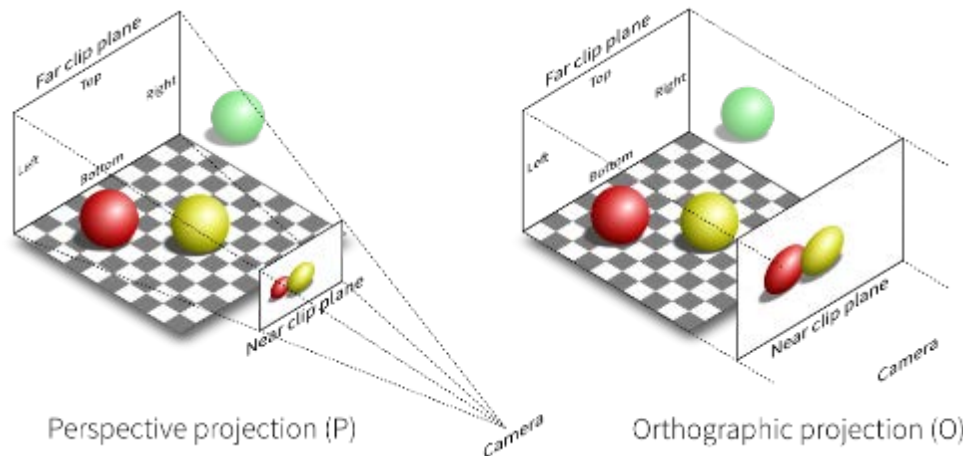 Far clip plane
Top
Right
Left
Bottom
Near clip plane
Camera
Perspective projection (P)
Far clip plane
Top
Right
Left
Bottom
Near clip plane
Camera
Orthographic projection (O)